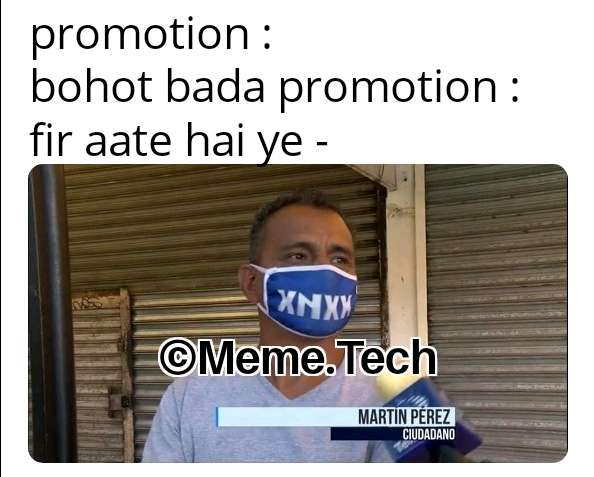 promotion :
bohot bada promotion :
fir aate hai ye -
XNXX
©Meme.Tech
MARTÍN PÉREZ
CIUDADANO